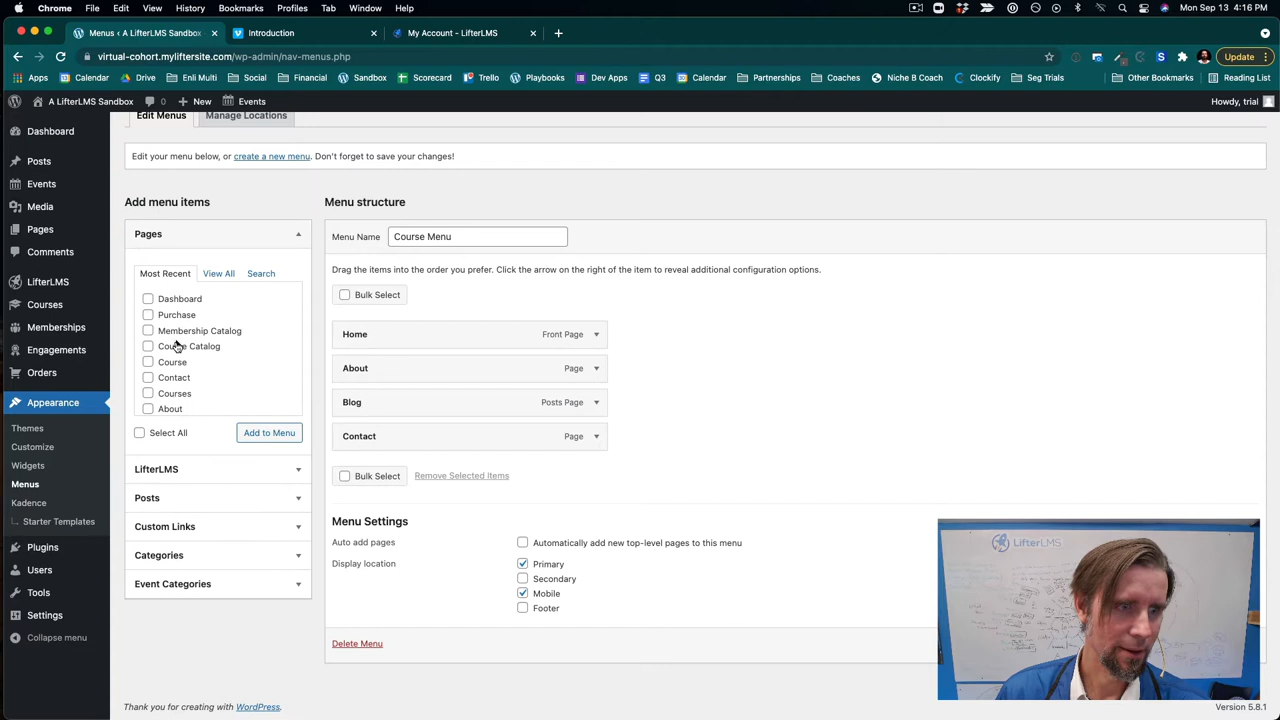 Chrome File Edit View History Bookmarks Profiles Tab Window Help Mon Sep 13 4:16 PM
Menus < A LifterLMS Sandbox Introduction My Account - LifterLMS
virtual-cohort.myliftersite.com/wp-admin/nav-menus.php Update
Apps Calendar Drive Enli Multi Social Financial Sandbox Scorecard Trello Playbooks Dev Apps Q3 Calendar Partnerships Coaches Niche B Coach Clockify Seg Trials Other Bookmarks Reading List
A LifterLMS Sandbox 0 New Events Howdy, trial
Dashboard
Posts
Events
Media
Pages
Comments
LifterLMS
Courses
Memberships
Engagements
Orders
Appearance
Themes
Customize
Widgets
Menus
Kadence
Starter Templates
Plugins
Users
Tools
Settings
Collapse menu
Edit Menus Manage Locations
Edit your menu below, or create a new menu. Don't forget to save your changes!
Add menu items
Pages
Most Recent View All Search
Dashboard
Purchase
Membership Catalog
Course Catalog
Course
Contact
Courses
About
Select All Add to Menu
LifterLMS
Posts
Custom Links
Categories
Event Categories
Menu structure
Menu Name Course Menu
Drag the items into the order you prefer. Click the arrow on the right of the item to reveal additional configuration options.
Bulk Select
Home Front Page
About Page
Blog Posts Page
Contact Page
Bulk Select Remove Selected Items
Menu Settings
Auto add pages Automatically add new top-level pages to this menu
Display location Primary
Secondary
Mobile
Footer
Delete Menu
LifterLMS
Thank you for creating with WordPress. Version 5.8.1